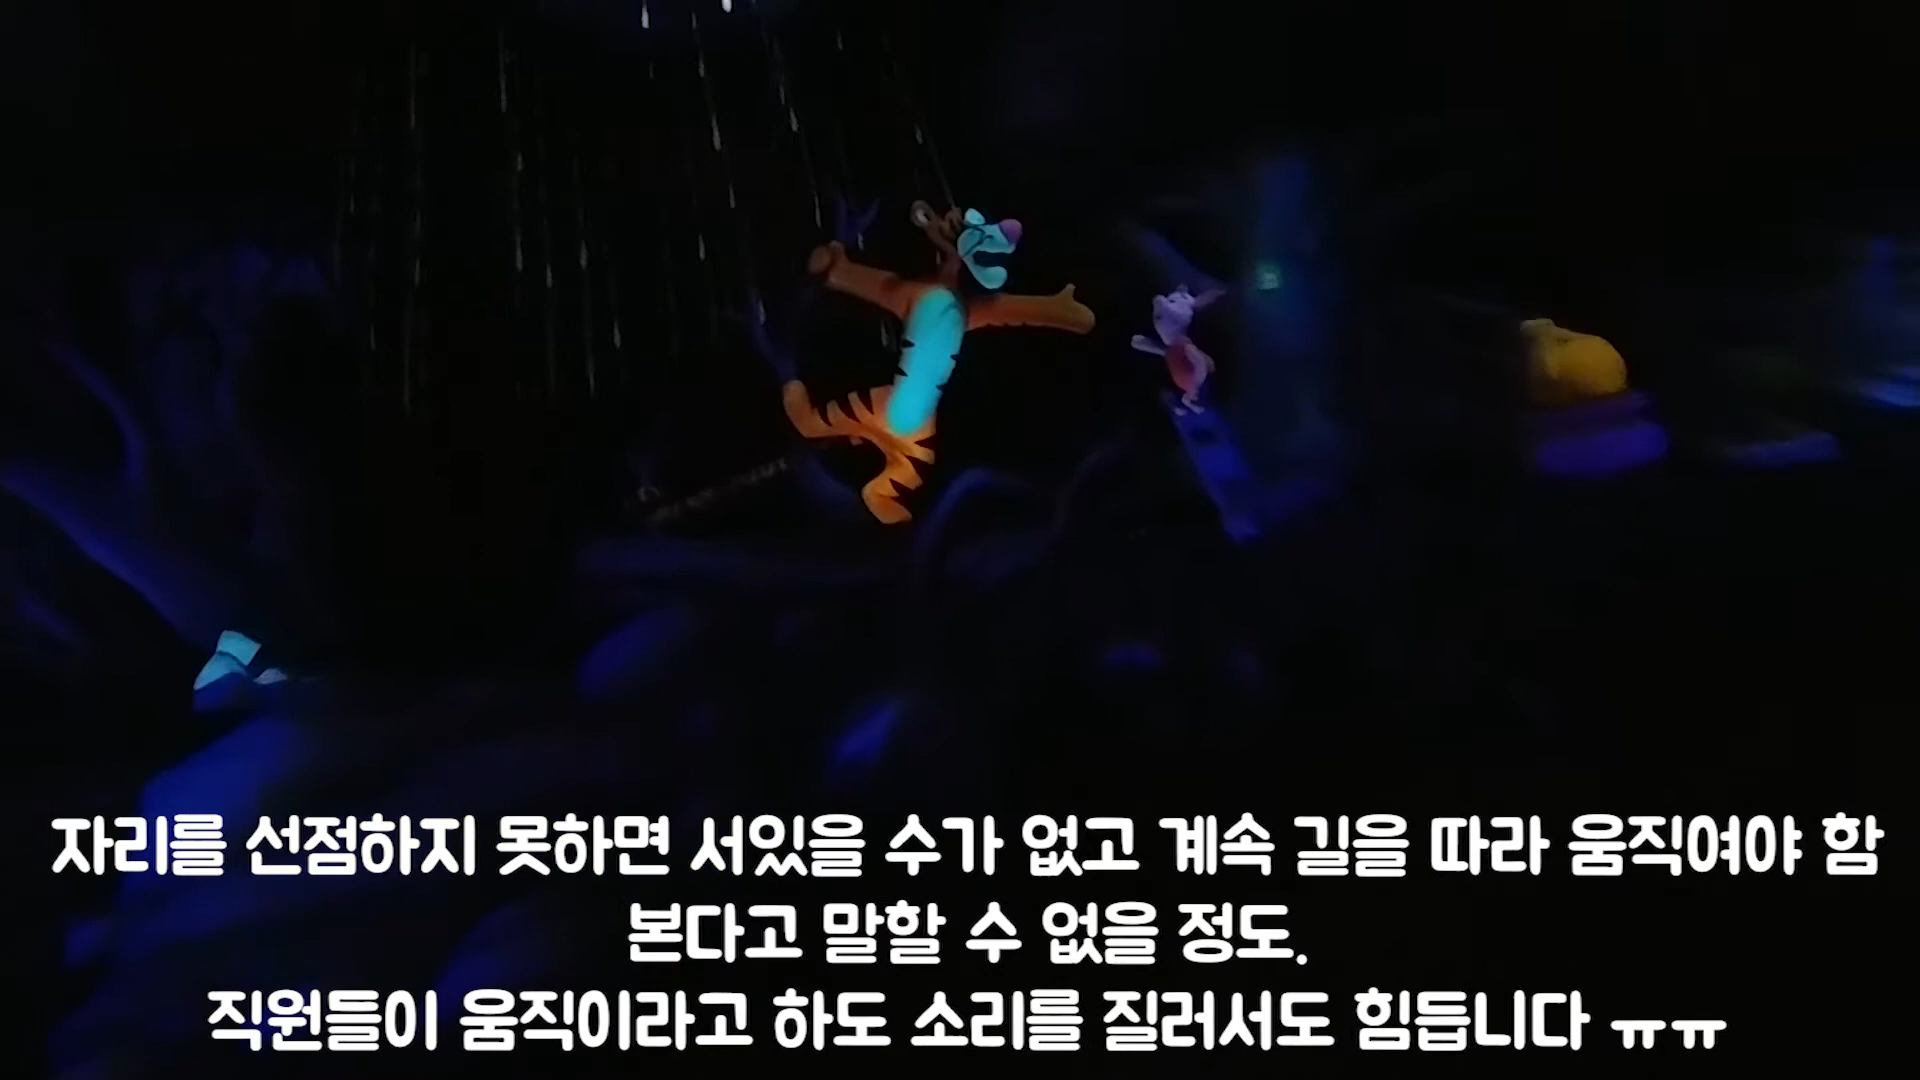 자리를 선점하지 못하면 서있을 수가 없고 계속 길을 따라 움직여야 함
본다고 말할 수 없을 정도.
직원들이 움직이라고 하도 소리를 질러서도 힘듭니다 ㅠㅠ